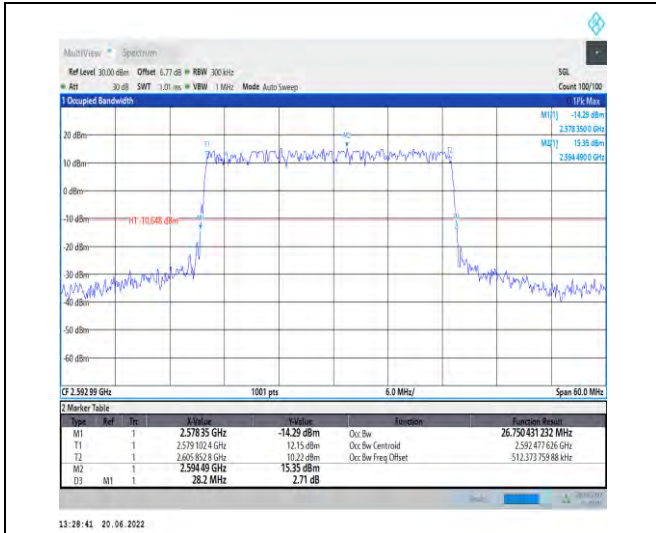 MultiView Spectrum
Ref Level 30.00 dBm Offset 6.77 dB RBW 300 kHz SGL
Att 30 dB SWT 1.01 ms VBW 1 MHz Mode Auto Sweep Count 100/100
1 Occupied Bandwidth 1Pk Max
M1[1] -14.29 dBm
2.578 350 0 GHz
M2[1] 15.35 dBm
2.594 490 0 GHz
20 dBm
T1 M2 T2
10 dBm
0 dBm
-10 dBm
H1 -10.648 dBm
M1
-20 dBm
-30 dBm
-40 dBm
-50 dBm
-60 dBm
CF 2.592 99 GHz 1001 pts 6.0 MHz/ Span 60.0 MHz
2 Marker Table
Type Ref Trc X-Value Y-Value Function Function Result
M1 1 2.578 35 GHz -14.29 dBm Occ Bw 26.750 431 232 MHz
T1 1 2.579 102 4 GHz 12.15 dBm Occ Bw Centroid 2.592 477 626 GHz
T2 1 2.605 852 8 GHz 10.22 dBm Occ Bw Freq Offset -512.373 759 88 kHz
M2 1 2.594 49 GHz 15.35 dBm
D3 M1 1 28.2 MHz 2.71 dB
13:28:41 20.06.2022